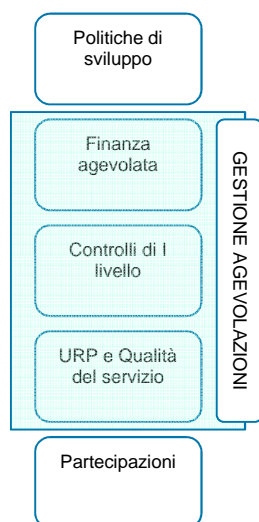 Politiche di
sviluppo
Finanza
agevolata
Controlli di I
livello
URP e Qualità
del servizio
GESTIONE AGEVOLAZIONI
Partecipazioni